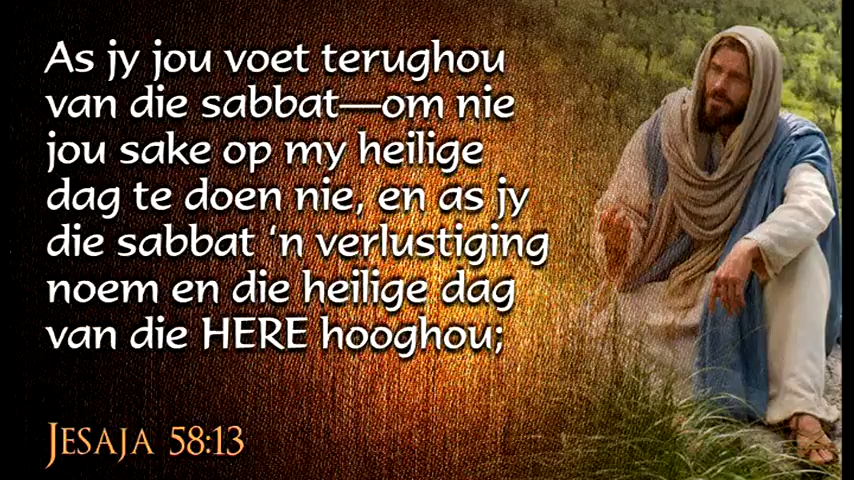 As jy jou voet terughou
van die sabbat—om nie
jou sake op my heilige
dag te doen nie, en as jy
die sabbat ‘n verlustiging
noem en die heilige dag
van die HERE hooghou;
JESAJA 58:13